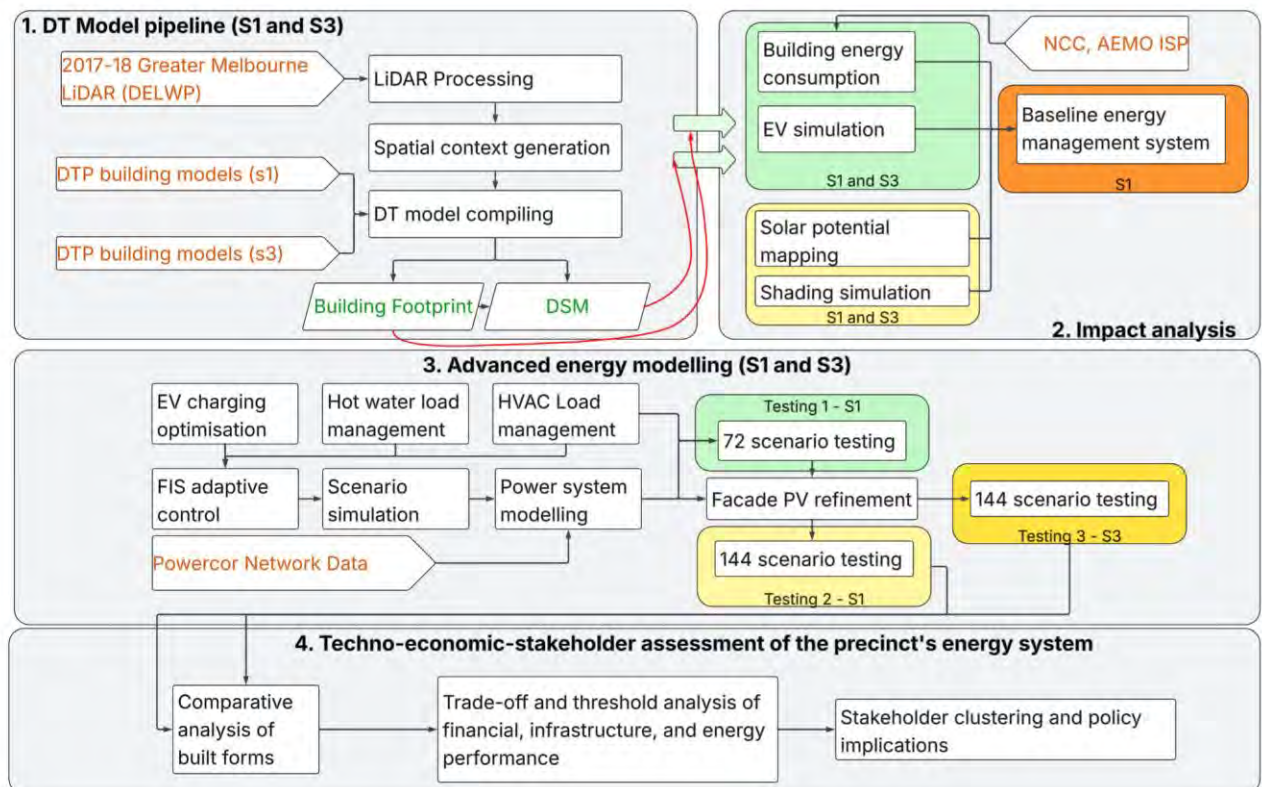 1. DT Model pipeline (S1 and S3)
2017-18 Greater Melbourne
LiDAR (DELWP)
LiDAR Processing
Spatial context generation
DTP building models (s1)
DT model compiling
DTP building models (s3)
Building Footprint
DSM
Building energy
consumption
EV simulation
S1 and S3
NCC, AEMO ISP
Baseline energy
management system
S1
Solar potential
mapping
Shading simulation
S1 and S3
2. Impact analysis
3. Advanced energy modelling (S1 and S3)
EV charging
optimisation
Hot water load
management
HVAC Load
management
Testing 1 - S1
72 scenario testing
FIS adaptive
control
Scenario
simulation
Power system
modelling
Facade PV refinement
144 scenario testing
Testing 3 - S3
Powercor Network Data
144 scenario testing
Testing 2 - S1
4. Techno-economic-stakeholder assessment of the precinct's energy system
Comparative
analysis of
built forms
Trade-off and threshold analysis of
financial, infrastructure, and energy
performance
Stakeholder clustering and policy
implications